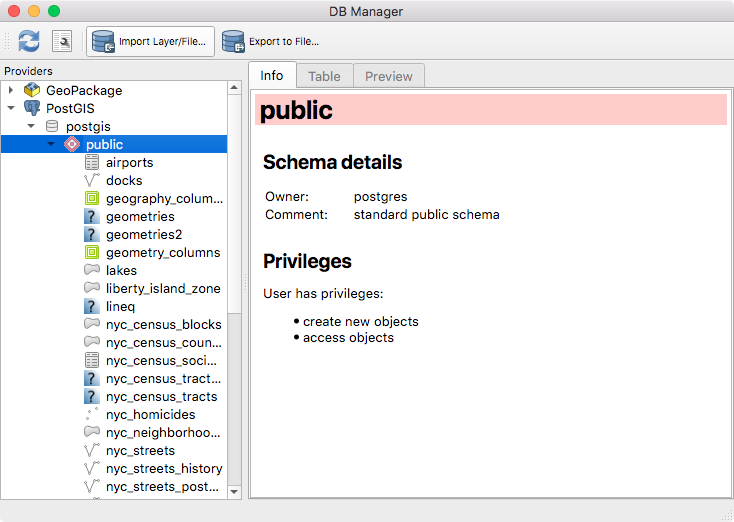 DB Manager
Import Layer/File...
Export to File...
Providers
GeoPackage
PostGIS
postgis
public
airports
docks
geography_colum...
geometries
geometries2
geometry_columns
lakes
liberty_island_zone
lineq
nyc_census_blocks
nyc_census_coun...
nyc_census_soci...
nyc_census_tract...
nyc_census_tracts
nyc_homicides
nyc_neighborhoo...
nyc_streets
nyc_streets_history
nyc_streets_post...
Info Table Preview
public
Schema details
Owner: postgres
Comment: standard public schema
Privileges
User has privileges:
• create new objects
• access objects